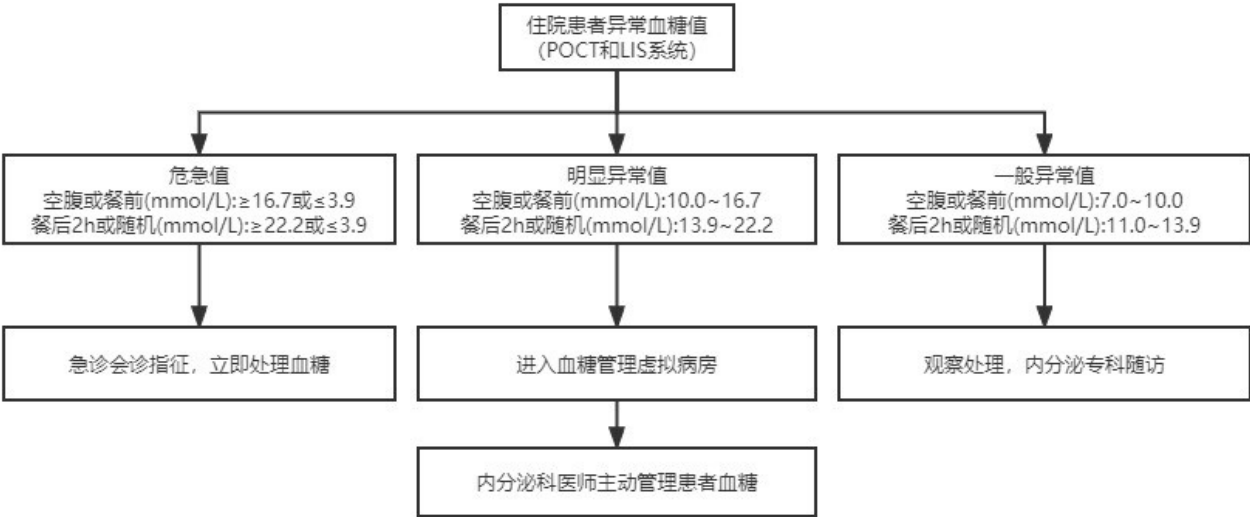 住院患者异常血糖值
（POCT和LIS系统）
危急值
空腹或餐前(mmol/L):≥16.7或≤3.9
餐后2h或随机(mmol/L):≥22.2或≤3.9
明显异常值
空腹或餐前(mmol/L):10.0~16.7
餐后2h或随机(mmol/L):13.9~22.2
一般异常值
空腹或餐前(mmol/L):7.0~10.0
餐后2h或随机(mmol/L):11.0~13.9
急诊会诊指征，立即处理血糖
进入血糖管理虚拟病房
观察处理，内分泌专科随访
内分泌科医师主动管理患者血糖